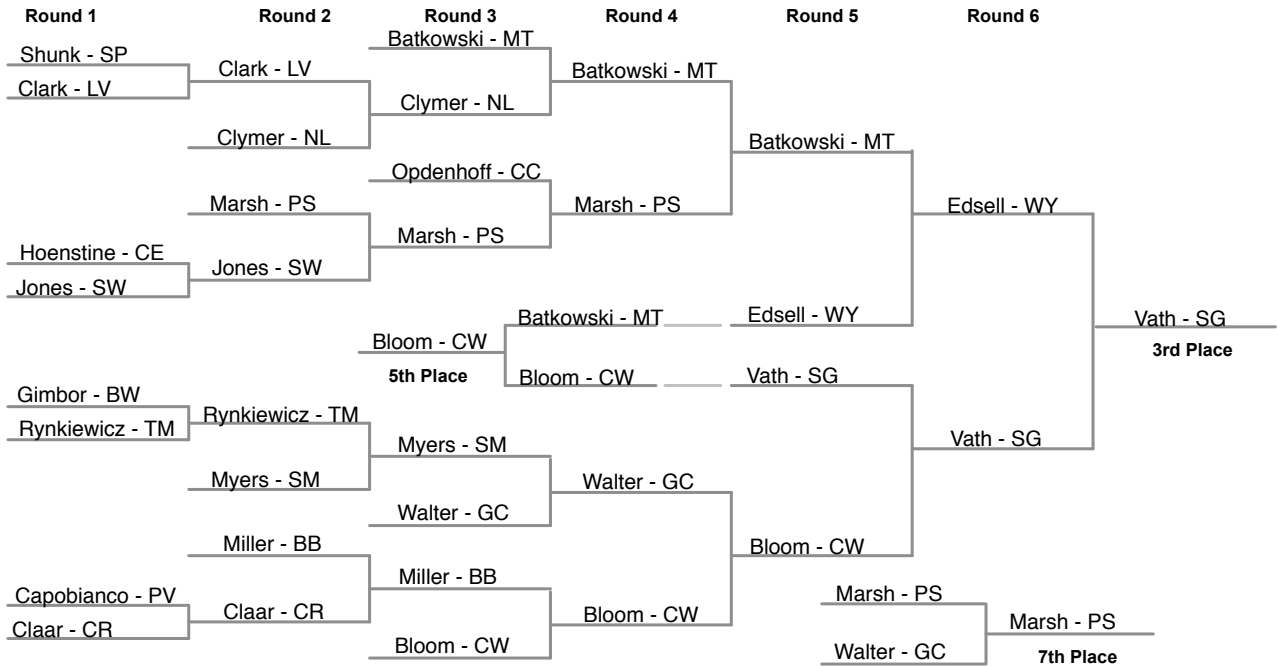 Round 1
Round 2
Round 3
Round 4
Round 5
Round 6
Shunk - SP
Clark - LV
Clark - LV
Clymer - NL
Batkowski - MT
Clymer - NL
Batkowski - MT
Batkowski - MT
Opdenhoff - CC
Marsh - PS
Marsh - PS
Marsh - PS
Edsell - WY
Hoenstine - CE
Jones - SW
Jones - SW
Batkowski - MT
Edsell - WY
Bloom - CW
5th Place
Bloom - CW
Vath - SG
Vath - SG
3rd Place
Gimbor - BW
Rynkiewicz - TM
Rynkiewicz - TM
Myers - SM
Myers - SM
Walter - GC
Walter - GC
Vath - SG
Miller - BB
Miller - BB
Bloom - CW
Capobianco - PV
Claar - CR
Claar - CR
Bloom - CW
Bloom - CW
Marsh - PS
Walter - GC
Marsh - PS
7th Place